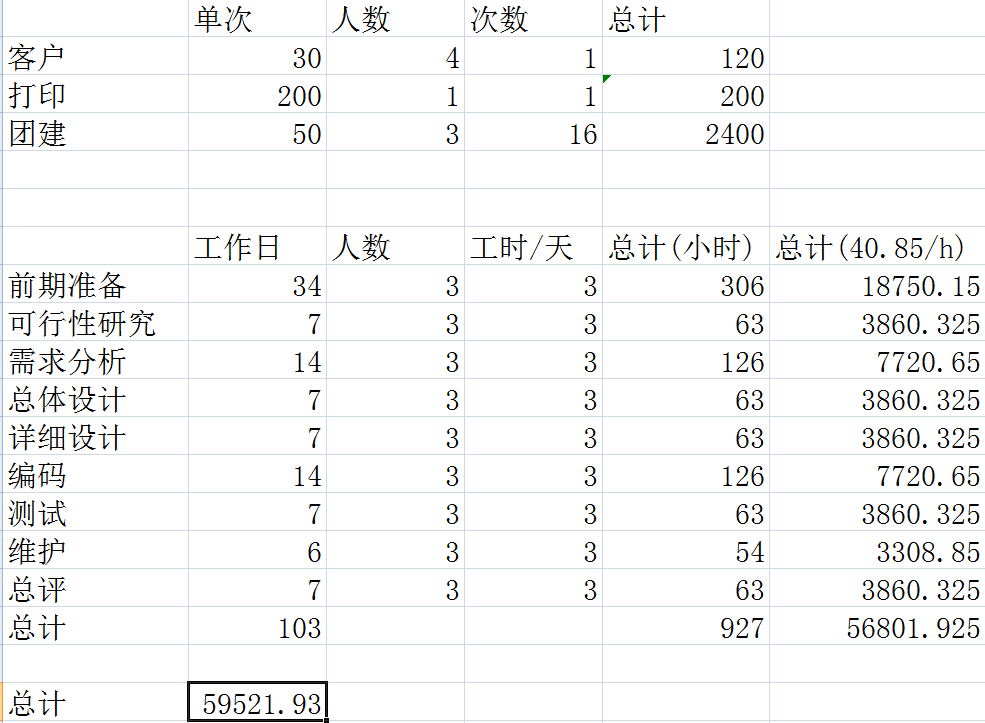 单次 人数 次数 总计
客户 30 4 1 120
打印 200 1 1 200
团建 50 3 16 2400
工作日 人数 工时/天 总计(小时) 总计(40.85/h)
前期准备 34 3 3 306 18750.15
可行性研究 7 3 3 63 3860.325
需求分析 14 3 3 126 7720.65
总体设计 7 3 3 63 3860.325
详细设计 7 3 3 63 3860.325
编码 14 3 3 126 7720.65
测试 7 3 3 63 3860.325
维护 6 3 3 54 3308.85
总评 7 3 3 63 3860.325
总计 103 927 56801.925
总计 59521.93